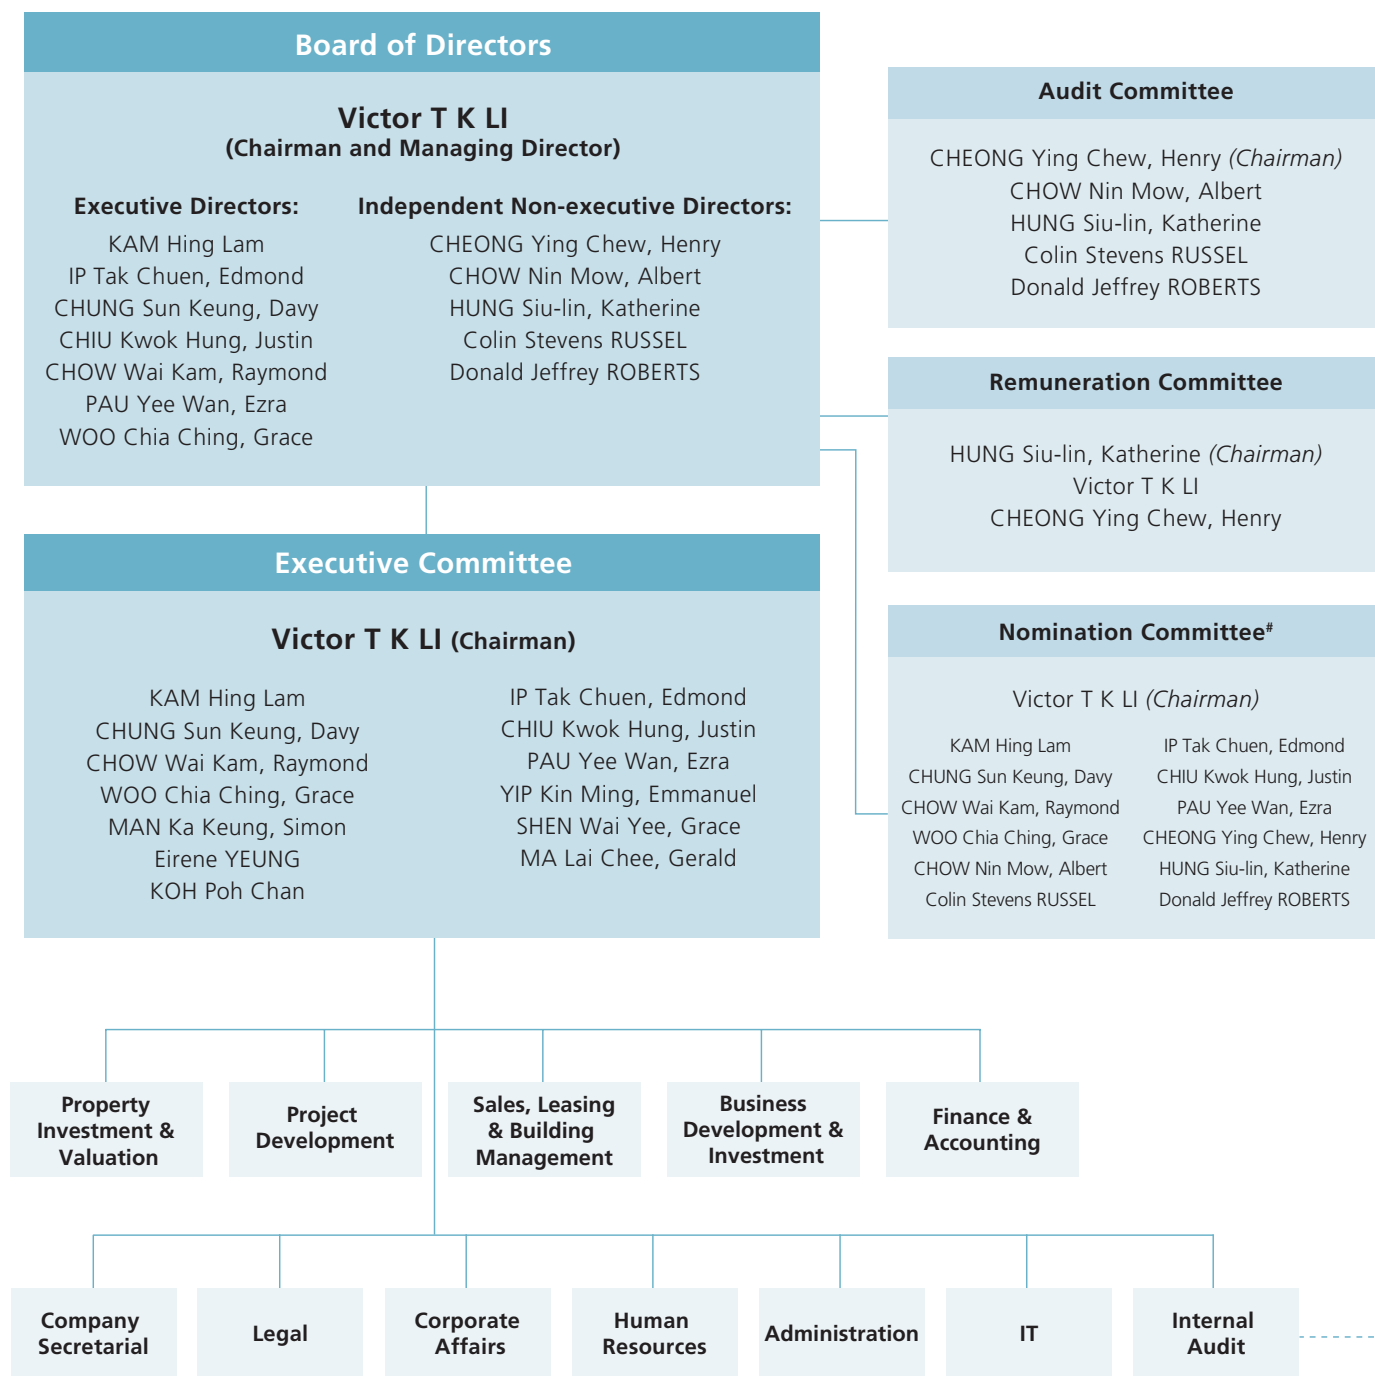 Board of Directors
Victor T K LI
(Chairman and Managing Director)
Executive Directors:
KAM Hing Lam
IP Tak Chuen, Edmond
CHUNG Sun Keung, Davy
CHIU Kwok Hung, Justin
CHOW Wai Kam, Raymond
PAU Yee Wan, Ezra
WOO Chia Ching, Grace
Independent Non-executive Directors:
CHEONG Ying Chew, Henry
CHOW Nin Mow, Albert
HUNG Siu-lin, Katherine
Colin Stevens RUSSEL
Donald Jeffrey ROBERTS
Audit Committee
CHEONG Ying Chew, Henry (Chairman)
CHOW Nin Mow, Albert
HUNG Siu-lin, Katherine
Colin Stevens RUSSEL
Donald Jeffrey ROBERTS
Remuneration Committee
HUNG Siu-lin, Katherine (Chairman)
Victor T K LI
CHEONG Ying Chew, Henry
Executive Committee
Victor T K LI (Chairman)
KAM Hing Lam
CHUNG Sun Keung, Davy
CHOW Wai Kam, Raymond
WOO Chia Ching, Grace
MAN Ka Keung, Simon
Eirene YEUNG
KOH Poh Chan
IP Tak Chuen, Edmond
CHIU Kwok Hung, Justin
PAU Yee Wan, Ezra
YIP Kin Ming, Emmanuel
SHEN Wai Yee, Grace
MA Lai Chee, Gerald
Nomination Committee#
Victor T K LI (Chairman)
KAM Hing Lam
CHUNG Sun Keung, Davy
CHOW Wai Kam, Raymond
WOO Chia Ching, Grace
CHOW Nin Mow, Albert
Colin Stevens RUSSEL
IP Tak Chuen, Edmond
CHIU Kwok Hung, Justin
PAU Yee Wan, Ezra
CHEONG Ying Chew, Henry
HUNG Siu-lin, Katherine
Donald Jeffrey ROBERTS
Property
Investment &
Valuation
Project
Development
Sales, Leasing
& Building
Management
Business
Development &
Investment
Finance &
Accounting
Company
Secretarial
Legal
Corporate
Affairs
Human
Resources
Administration
IT
Internal
Audit